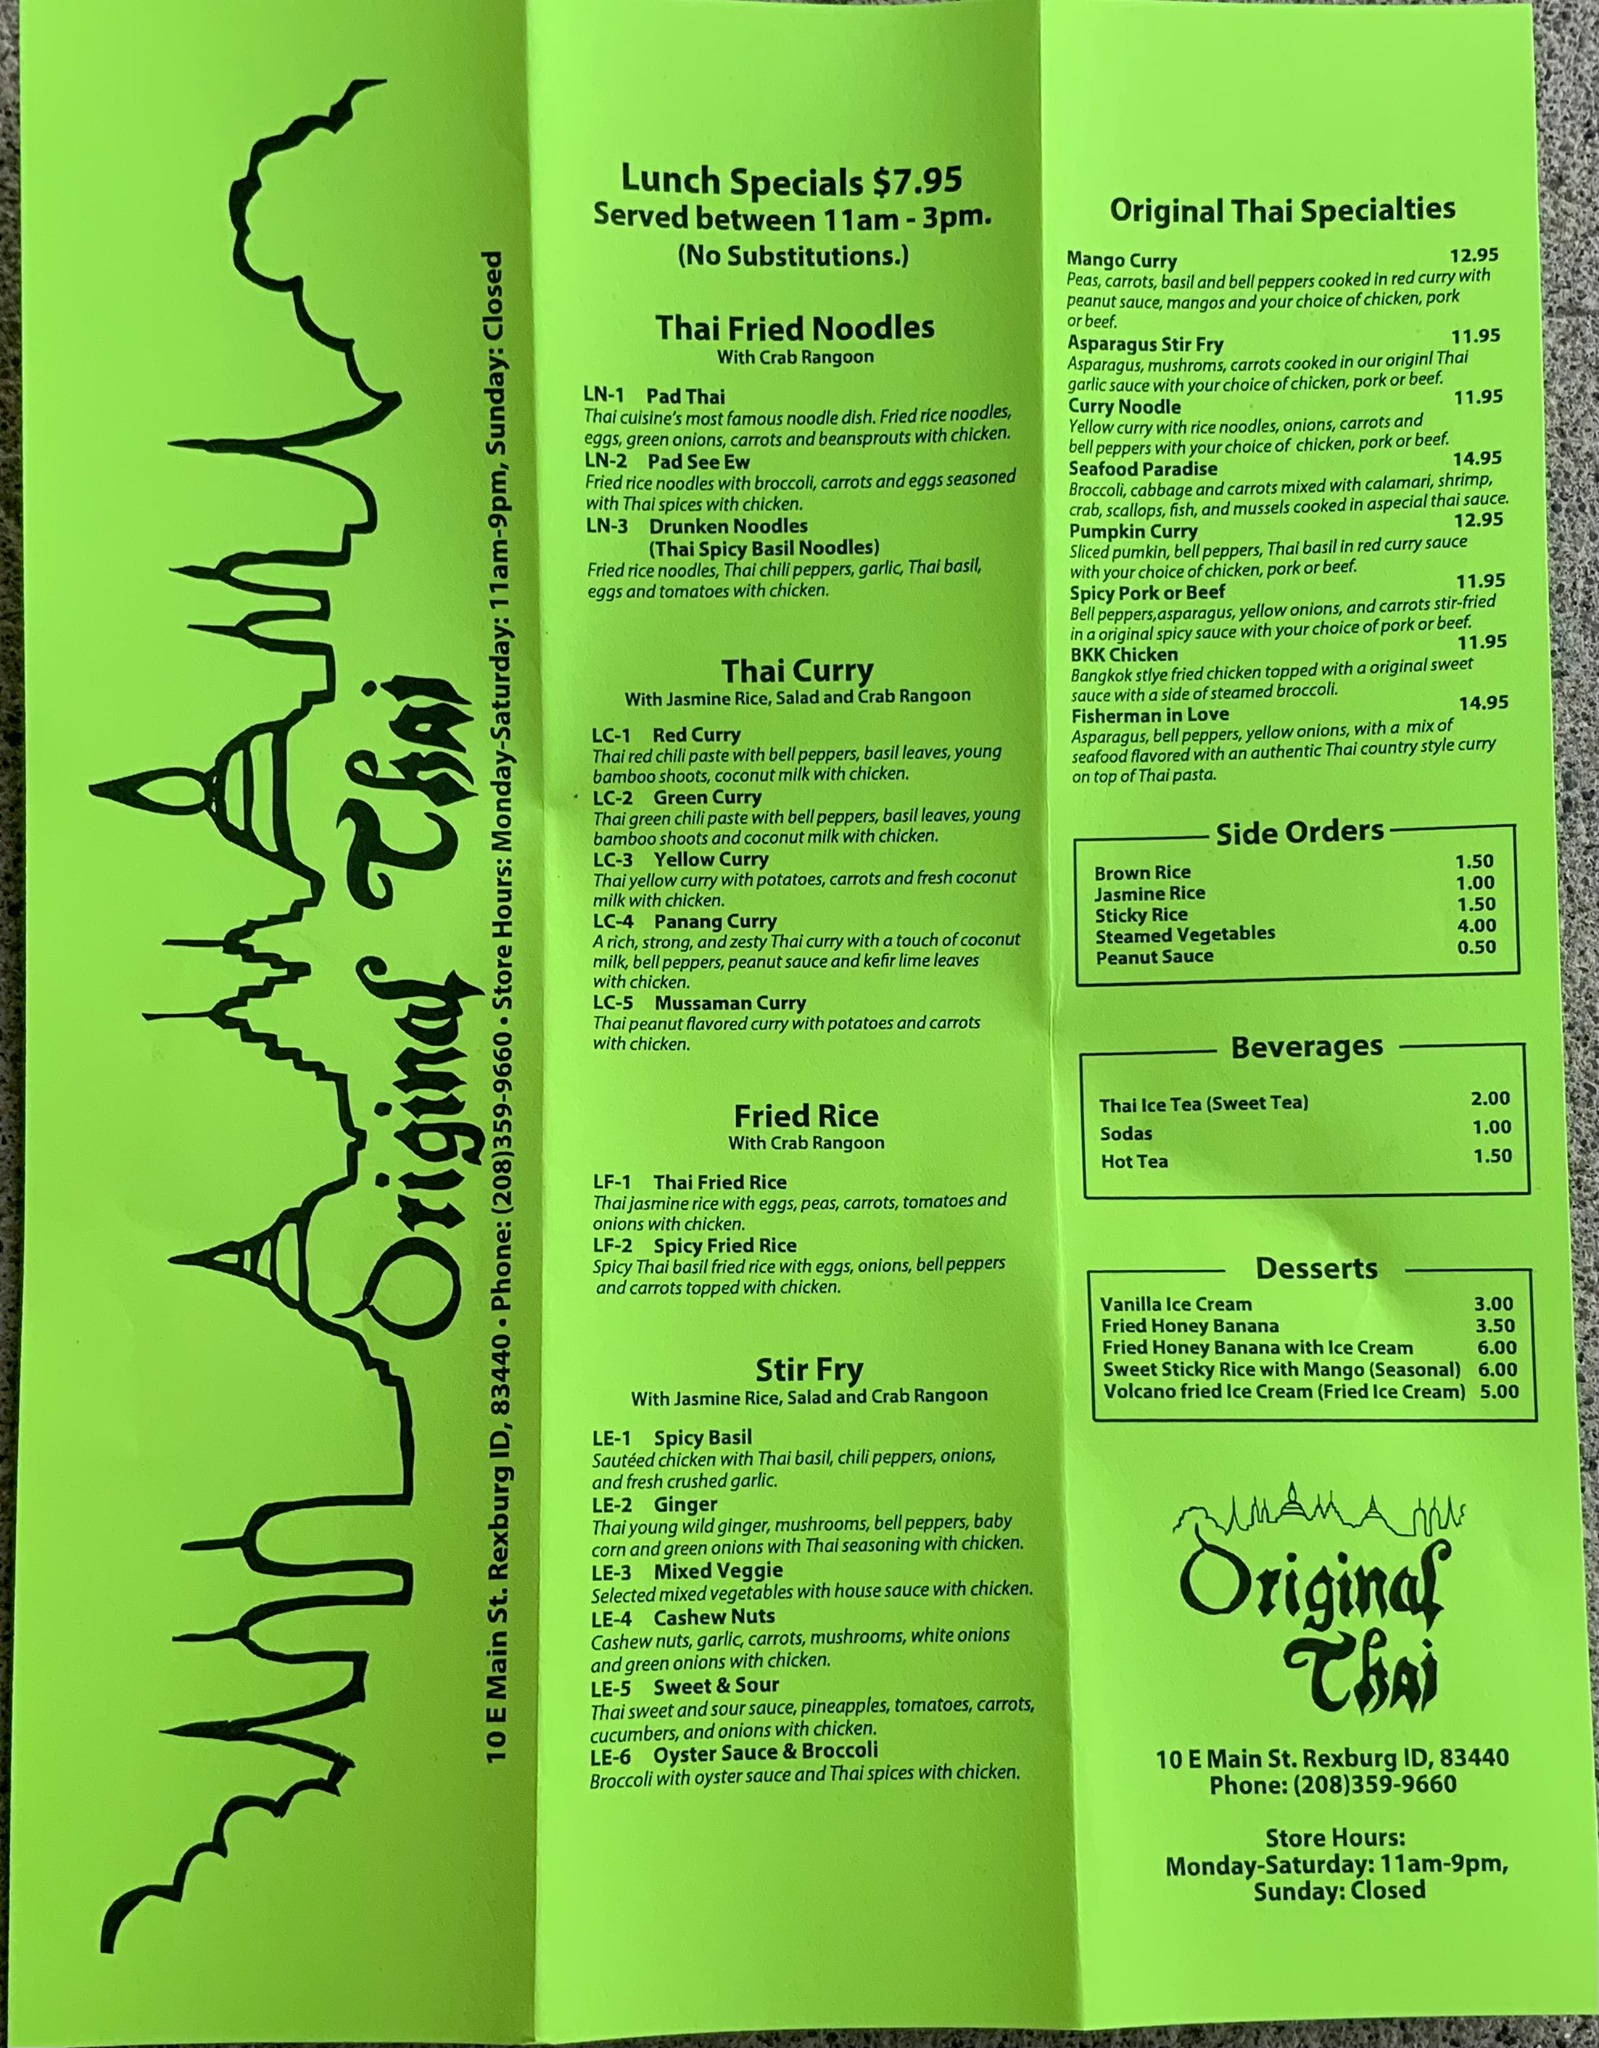 Original Thai
10 E Main St. Rexburg ID, 83440 • Phone: (208)359-9660 • Store Hours: Monday-Saturday: 11am-9pm, Sunday: Closed
Lunch Specials $7.95
Served between 11am - 3pm.
(No Substitutions.)
Thai Fried Noodles
With Crab Rangoon
LN-1 Pad Thai
Thai cuisine's most famous noodle dish. Fried rice noodles,
eggs, green onions, carrots and beansprouts with chicken.
LN-2 Pad See Ew
Fried rice noodles with broccoli, carrots and eggs seasoned
with Thai spices with chicken.
LN-3 Drunken Noodles
(Thai Spicy Basil Noodles)
Fried rice noodles, Thai chili peppers, garlic, Thai basil,
eggs and tomatoes with chicken.
Thai Curry
With Jasmine Rice, Salad and Crab Rangoon
LC-1 Red Curry
Thai red chili paste with bell peppers, basil leaves, young
bamboo shoots, coconut milk with chicken.
LC-2 Green Curry
Thai green chili paste with bell peppers, basil leaves, young
bamboo shoots and coconut milk with chicken.
LC-3 Yellow Curry
Thai yellow curry with potatoes, carrots and fresh coconut
milk with chicken.
LC-4 Panang Curry
A rich, strong, and zesty Thai curry with a touch of coconut
milk, bell peppers, peanut sauce and kefir lime leaves
with chicken.
LC-5 Mussaman Curry
Thai peanut flavored curry with potatoes and carrots
with chicken.
Fried Rice
With Crab Rangoon
LF-1 Thai Fried Rice
Thai jasmine rice with eggs, peas, carrots, tomatoes and
onions with chicken.
LF-2 Spicy Fried Rice
Spicy Thai basil fried rice with eggs, onions, bell peppers
and carrots topped with chicken.
Stir Fry
With Jasmine Rice, Salad and Crab Rangoon
LE-1 Spicy Basil
Sautéed chicken with Thai basil, chili peppers, onions,
and fresh crushed garlic.
LE-2 Ginger
Thai young wild ginger, mushrooms, bell peppers, baby
corn and green onions with Thai seasoning with chicken.
LE-3 Mixed Veggie
Selected mixed vegetables with house sauce with chicken.
LE-4 Cashew Nuts
Cashew nuts, garlic, carrots, mushrooms, white onions
and green onions with chicken.
LE-5 Sweet & Sour
Thai sweet and sour sauce, pineapples, tomatoes, carrots,
cucumbers, and onions with chicken.
LE-6 Oyster Sauce & Broccoli
Broccoli with oyster sauce and Thai spices with chicken.
Original Thai Specialties
Mango Curry 12.95
Peas, carrots, basil and bell peppers cooked in red curry with
peanut sauce, mangos and your choice of chicken, pork
or beef.
Asparagus Stir Fry 11.95
Asparagus, mushroms, carrots cooked in our originl Thai
garlic sauce with your choice of chicken, pork or beef.
Curry Noodle 11.95
Yellow curry with rice noodles, onions, carrots and
bell peppers with your choice of chicken, pork or beef.
Seafood Paradise 14.95
Broccoli, cabbage and carrots mixed with calamari, shrimp,
crab, scallops, fish, and mussels cooked in aspecial thai sauce.
Pumpkin Curry 12.95
Sliced pumkin, bell peppers, Thai basil in red curry sauce
with your choice of chicken, pork or beef.
Spicy Pork or Beef 11.95
Bell peppers,asparagus, yellow onions, and carrots stir-fried
in a original spicy sauce with your choice of pork or beef.
BKK Chicken 11.95
Bangkok stlye fried chicken topped with a original sweet
sauce with a side of steamed broccoli.
Fisherman in Love 14.95
Asparagus, bell peppers, yellow onions, with a mix of
seafood flavored with an authentic Thai country style curry
on top of Thai pasta.
Side Orders
Brown Rice 1.50
Jasmine Rice 1.00
Sticky Rice 1.50
Steamed Vegetables 4.00
Peanut Sauce 0.50
Beverages
Thai Ice Tea (Sweet Tea) 2.00
Sodas 1.00
Hot Tea 1.50
Desserts
Vanilla Ice Cream 3.00
Fried Honey Banana 3.50
Fried Honey Banana with Ice Cream 6.00
Sweet Sticky Rice with Mango (Seasonal) 6.00
Volcano fried Ice Cream (Fried Ice Cream) 5.00
Original
Thai
10 E Main St. Rexburg ID, 83440
Phone: (208)359-9660
Store Hours:
Monday-Saturday: 11am-9pm,
Sunday: Closed